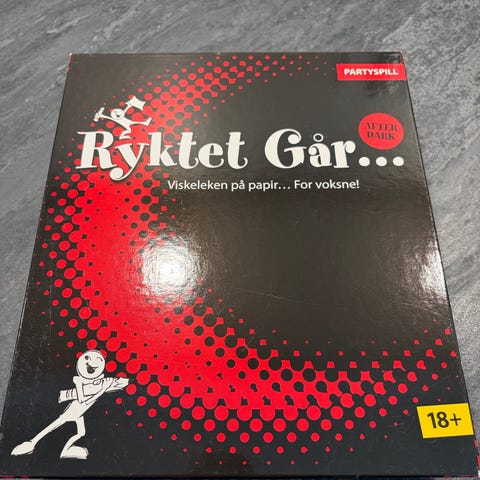 PARTYSPILL
AFTER
DARK
Ryktet Går...
Viskeleken på papir... For voksne!
18+